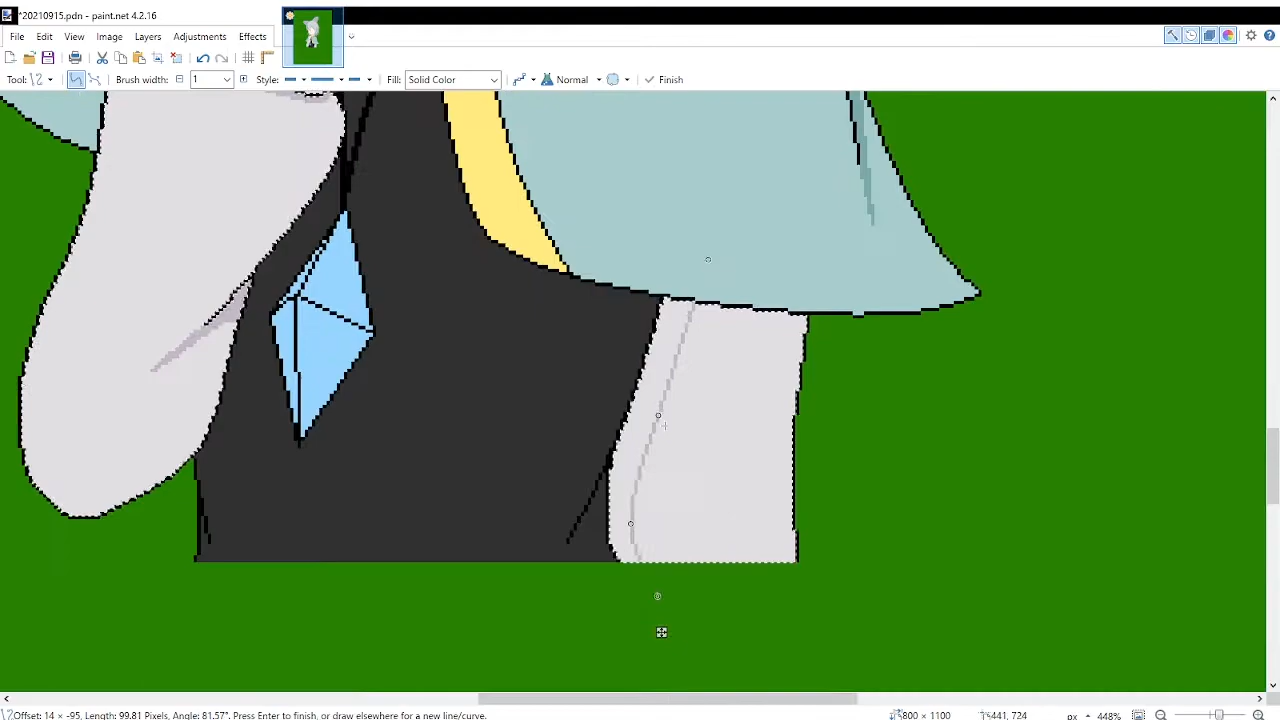 *20210915.pdn - paint.net 4.2.16
File Edit View Image Layers Adjustments Effects
Tool: Brush width: 1 Style: Fill: Solid Color Normal Finish
Offset: 14 × -95, Length: 99.81 Pixels, Angle: 81.57°. Press Enter to finish, or draw elsewhere for a new line/curve. 800 × 1100 441, 724 px 448%